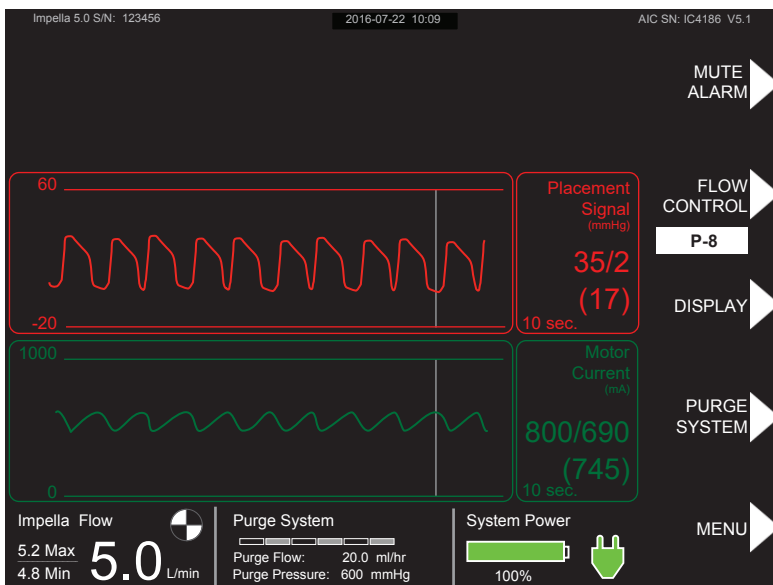 Impella 5.0 S/N: 123456
2016-07-22 10:09
AIC SN: IC4186 V5.1
MUTE
ALARM
60
-20
Placement
Signal
(mmHg)
35/2
(17)
10 sec.
FLOW
CONTROL
P-8
DISPLAY
1000
0
Motor
Current
(mA)
800/690
(745)
10 sec.
PURGE
SYSTEM
Impella Flow
5.2 Max
4.8 Min
5.0 L/min
Purge System
Purge Flow: 20.0 ml/hr
Purge Pressure: 600 mmHg
System Power
100%
MENU